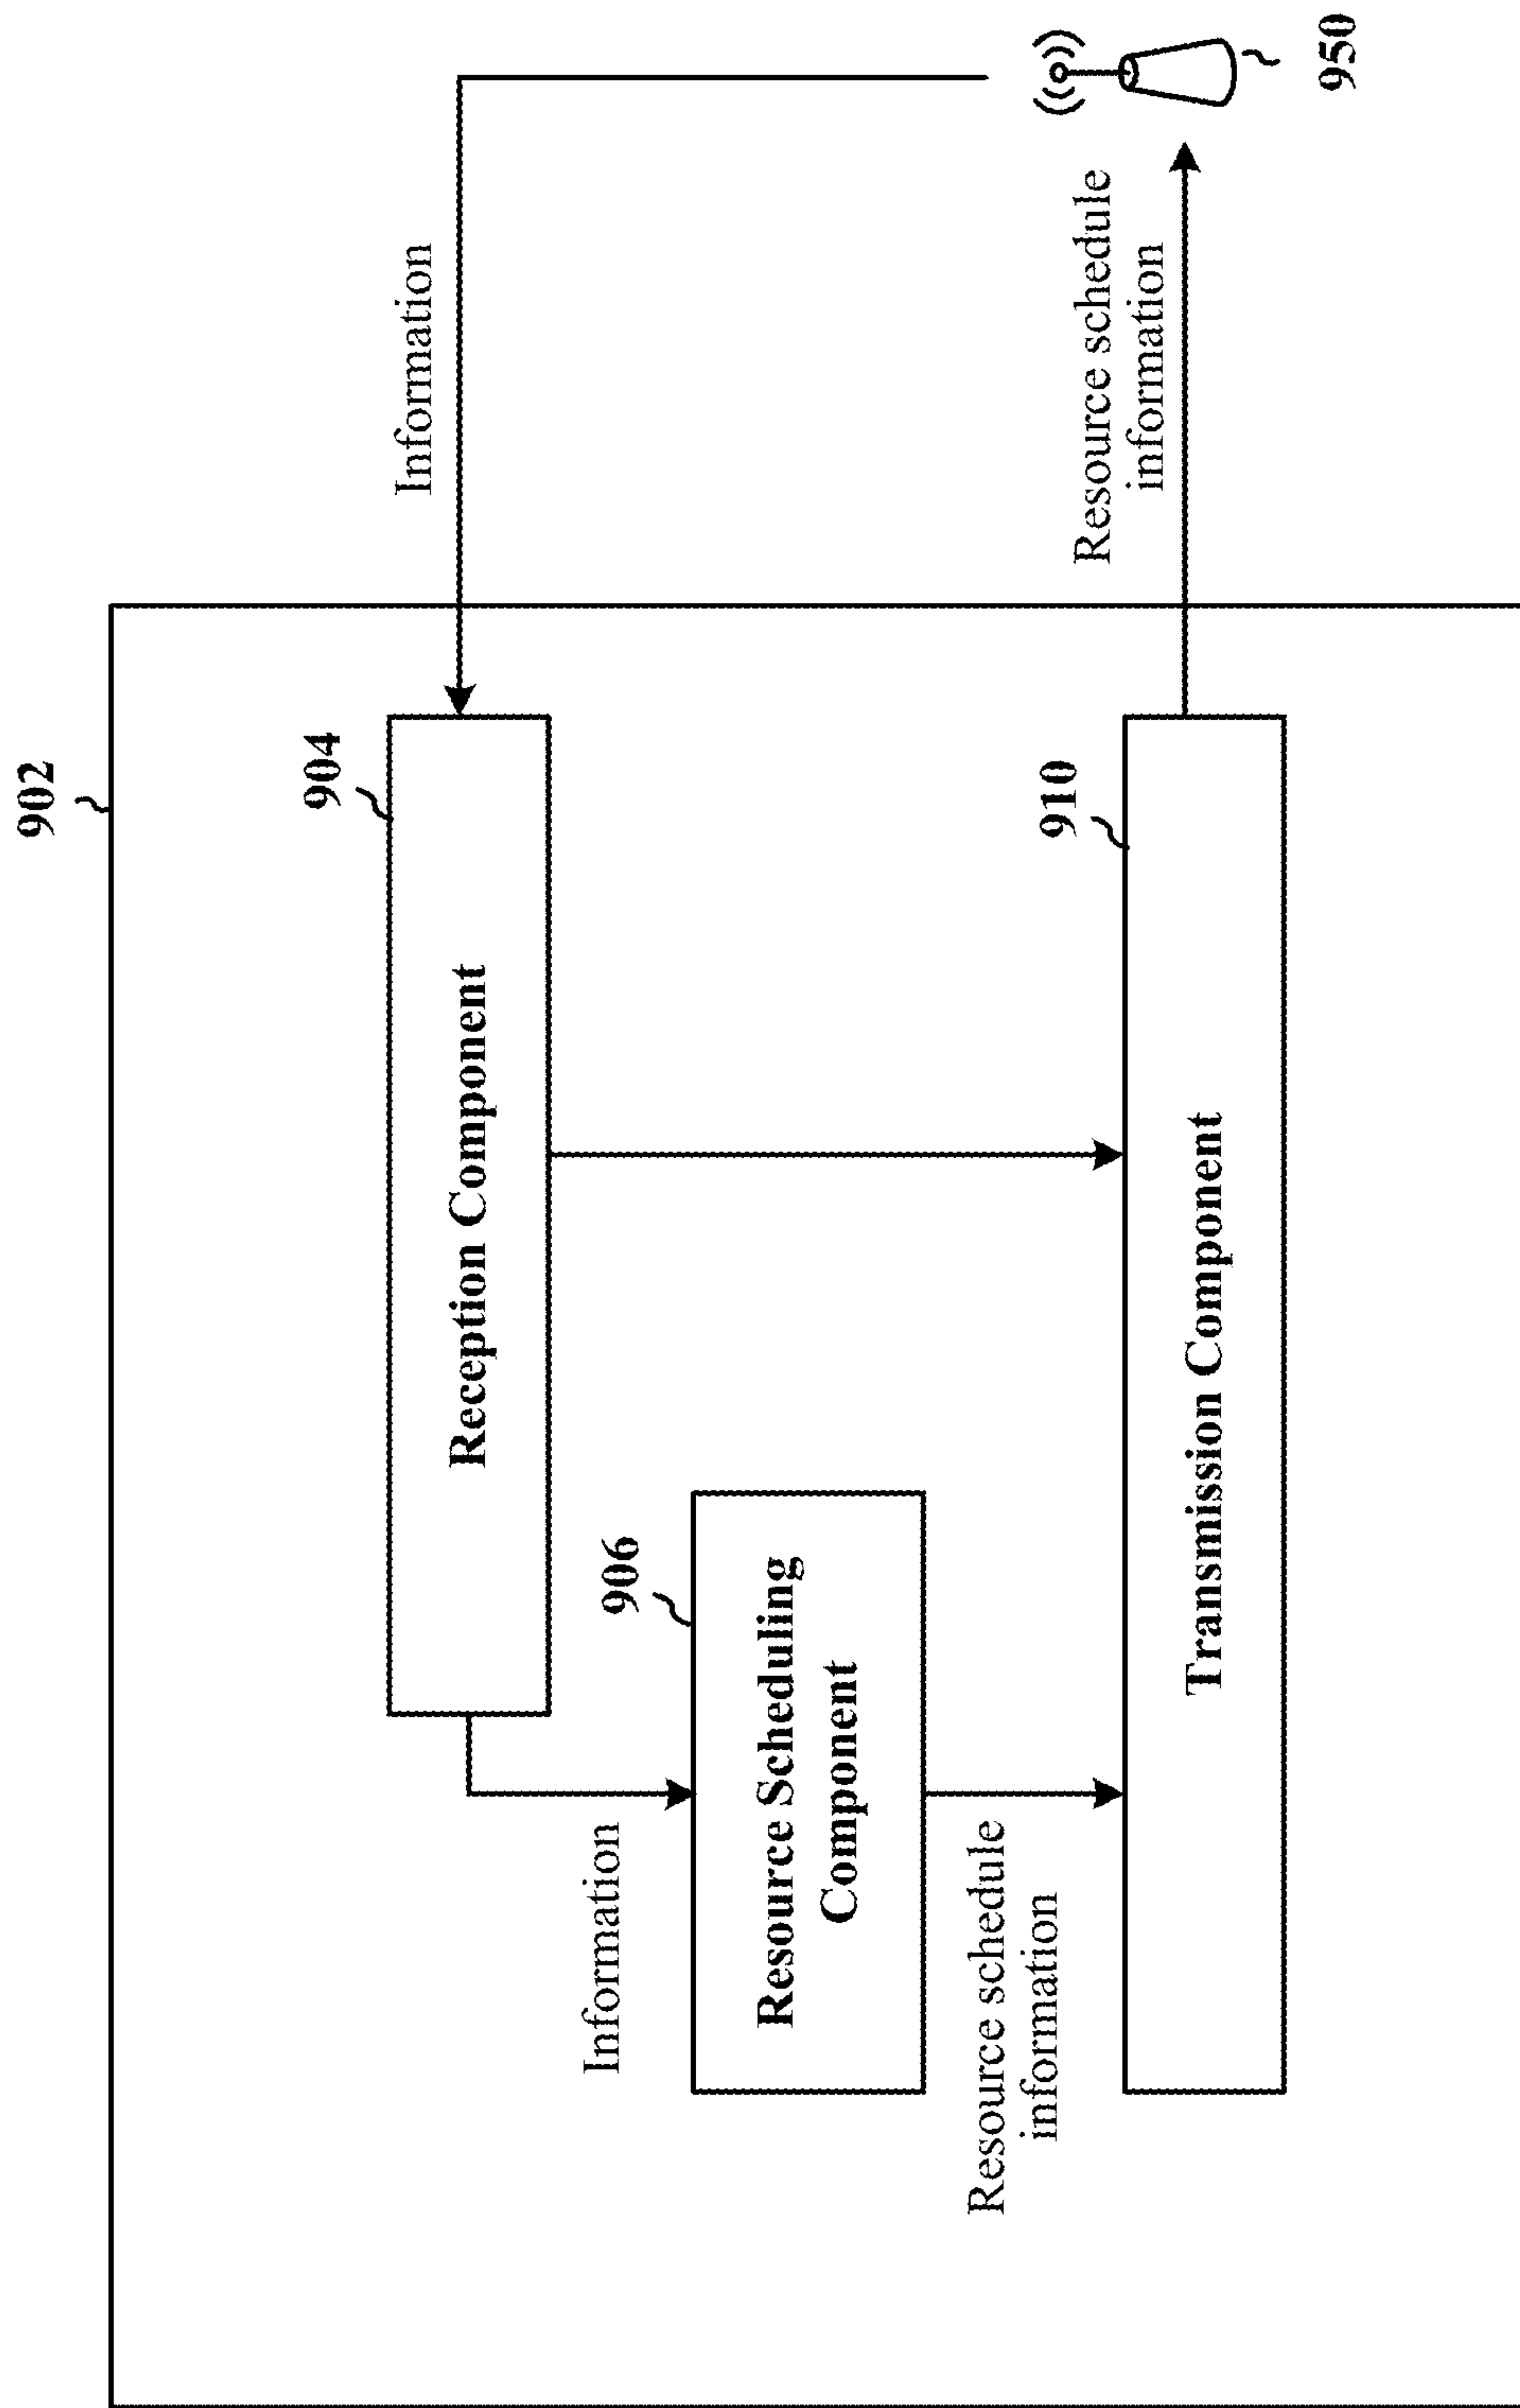 902
904
Reception Component
Information
Information
906
Resource Scheduling
Component
Resource schedule
information
910
Transmission Component
Resource schedule
information
950